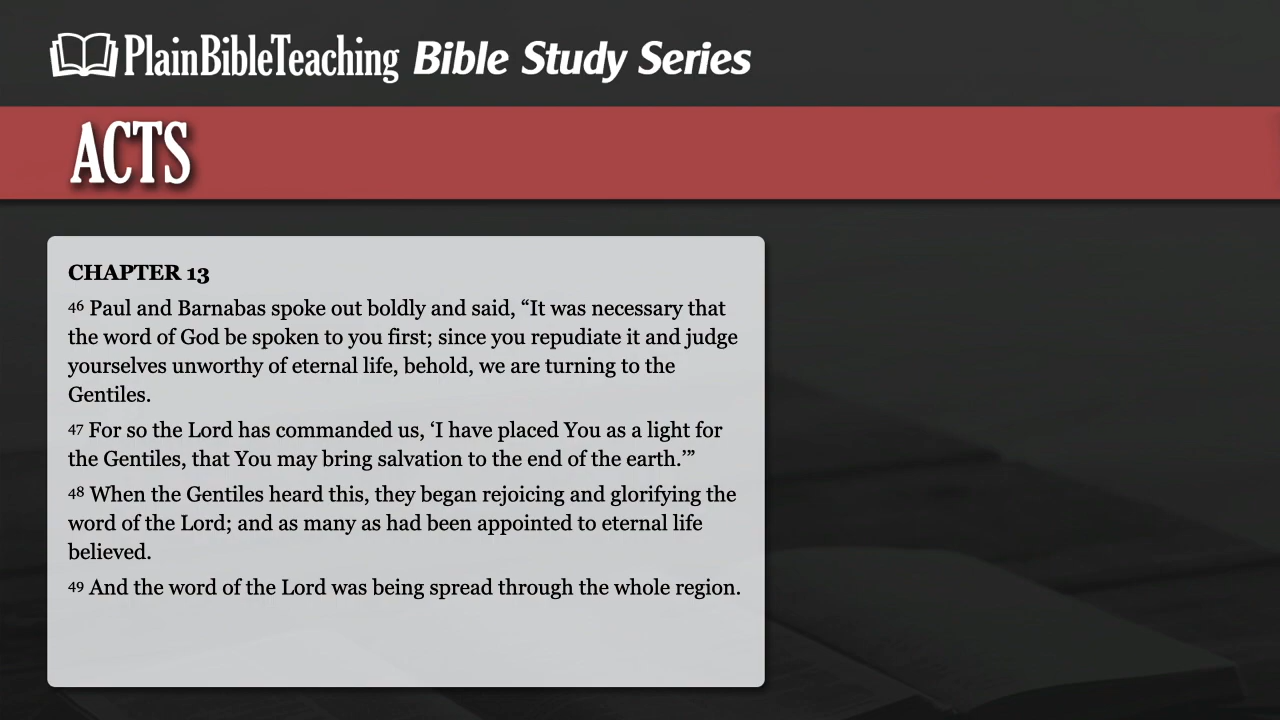 PlainBibleTeaching Bible Study Series
ACTS
CHAPTER 13
46 Paul and Barnabas spoke out boldly and said, “It was necessary that
the word of God be spoken to you first; since you repudiate it and judge
yourselves unworthy of eternal life, behold, we are turning to the
Gentiles.
47 For so the Lord has commanded us, ‘I have placed You as a light for
the Gentiles, that You may bring salvation to the end of the earth.’”
48 When the Gentiles heard this, they began rejoicing and glorifying the
word of the Lord; and as many as had been appointed to eternal life
believed.
49 And the word of the Lord was being spread through the whole region.